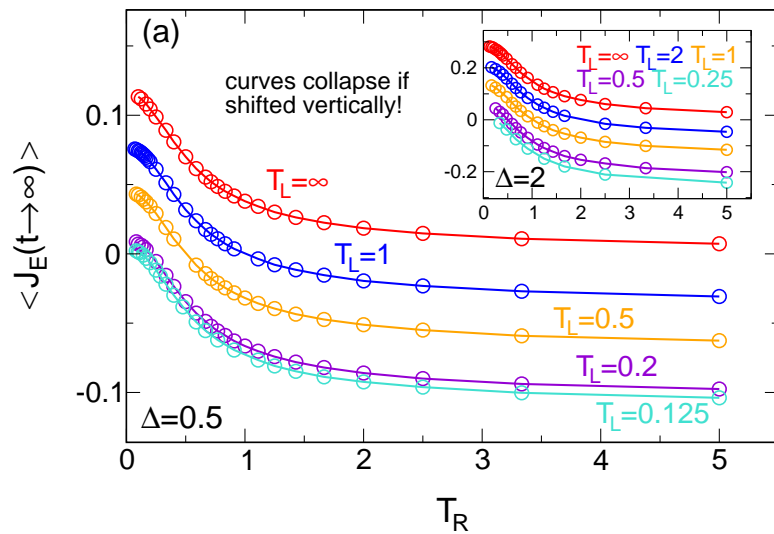 (a)
curves collapse if
shifted vertically!
T_L=∞
T_L=1
T_L=0.5
T_L=0.2
T_L=0.125
Δ=0.5
0.1
0
-0.1
0 1 2 3 4 5
T_R
<J_E(t→∞)>
T_L=∞ T_L=2 T_L=1
T_L=0.5 T_L=0.25
Δ=2
0.2
0
-0.2
0 1 2 3 4 5